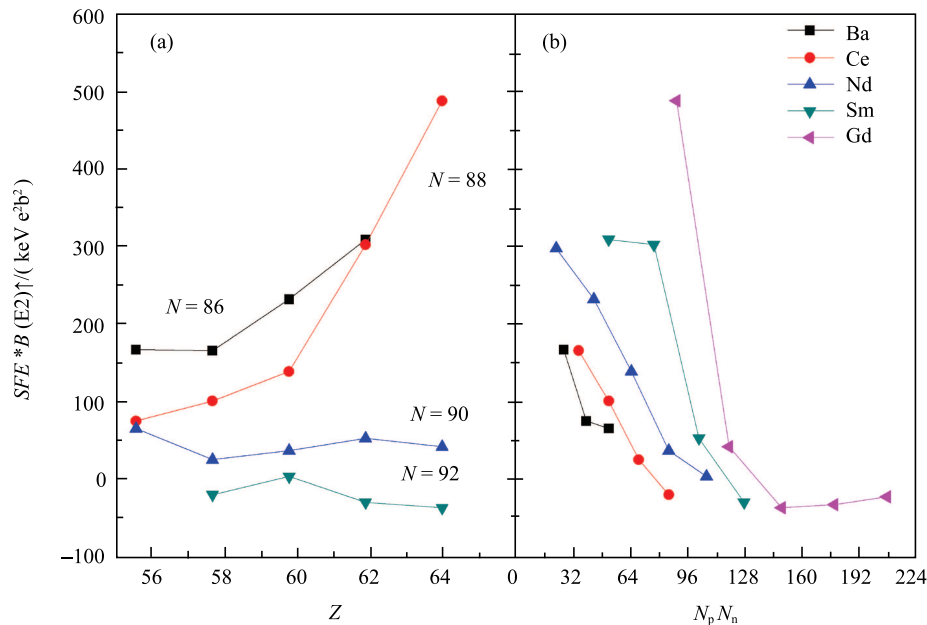 (a)
(b)
600
500
400
300
200
100
0
−100
SFE *B (E2)↑/( keV e²b²)
N = 88
N = 86
N = 90
N = 92
Ba
Ce
Nd
Sm
Gd
56 58 60 62 64
0 32 64 96 128 160 192 224
Z
NₚNₙ